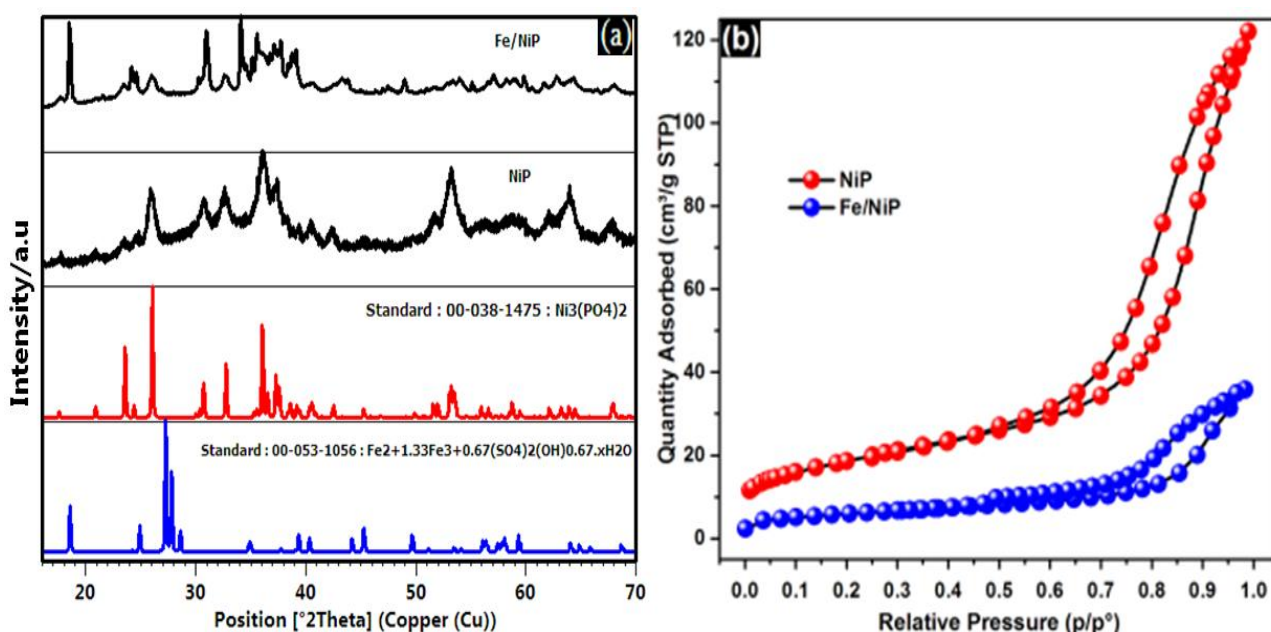 (a)
Fe/NiP
NiP
Standard : 00-038-1475 : Ni3(PO4)2
Standard : 00-053-1056 : Fe2+1.33Fe3+0.67(SO4)2(OH)0.67.xH2O
Intensity/a.u
20 30 40 50 60 70
Position [°2Theta] (Copper (Cu))
(b)
NiP
Fe/NiP
Quantity Adsorbed (cm³/g STP)
120
100
80
60
40
20
0
0.0 0.1 0.2 0.3 0.4 0.5 0.6 0.7 0.8 0.9 1.0
Relative Pressure (p/p°)